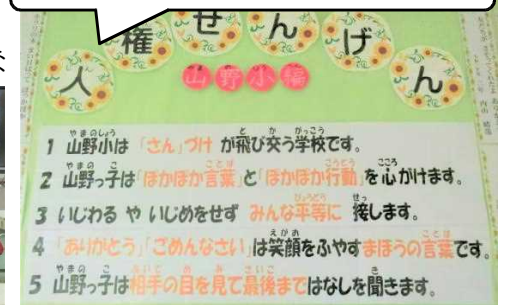 人権せんげん
山野小編
1 山野小は「さん」づけ が飛び交う学校です。
2 山野っ子は「ぽかぽか言葉」と「ぽかぽか行動」を心がけます。
3 いじわる や いじめをせず みんな平等に 接します。
4 「ありがとう」「ごめんなさい」は笑顔をふやすまほうの言葉です。
5 山野っ子は相手の目を見て最後まではなしを聞きます。